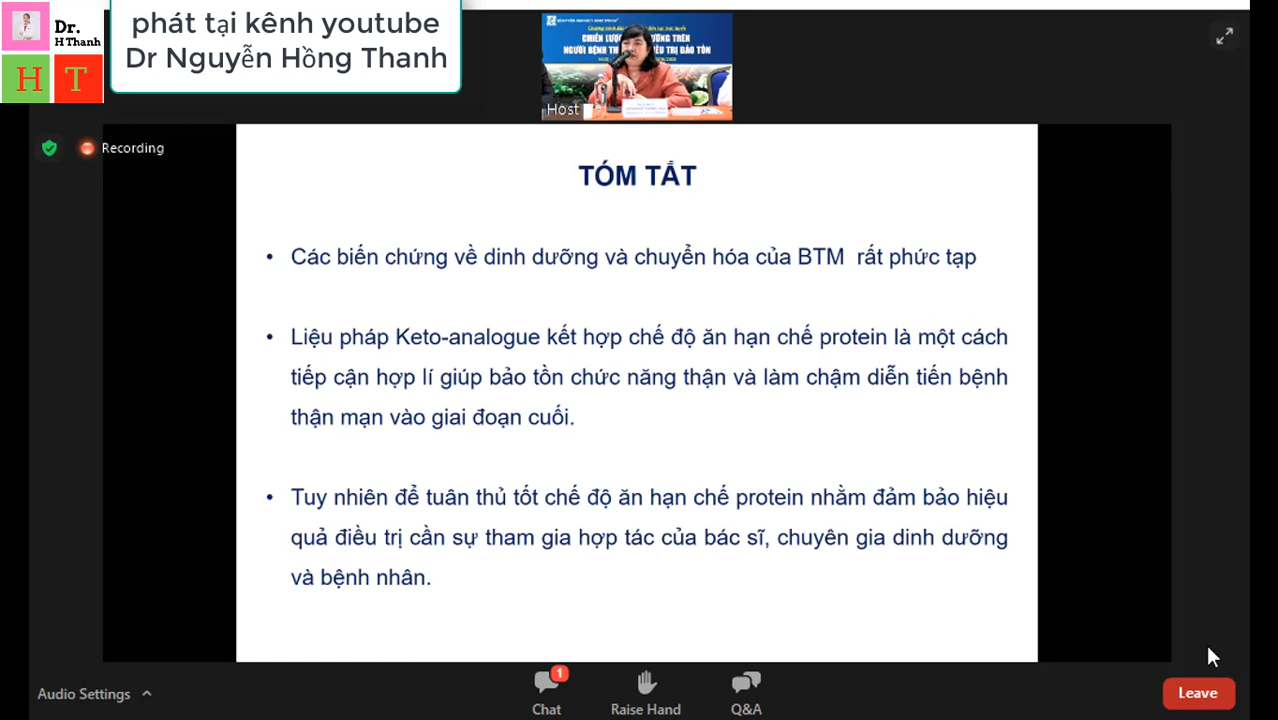 Dr.
H Thanh
H T
phát tại kênh youtube
Dr Nguyễn Hồng Thanh
NGƯỜI BỆNH
Host
Recording
TÓM TẮT
• Các biến chứng về dinh dưỡng và chuyển hóa của BTM rất phức tạp
• Liệu pháp Keto-analogue kết hợp chế độ ăn hạn chế protein là một cách
tiếp cận hợp lí giúp bảo tồn chức năng thận và làm chậm diễn tiến bệnh
thận mạn vào giai đoạn cuối.
• Tuy nhiên để tuân thủ tốt chế độ ăn hạn chế protein nhằm đảm bảo hiệu
quả điều trị cần sự tham gia hợp tác của bác sĩ, chuyên gia dinh dưỡng
và bệnh nhân.
Audio Settings
1
Chat
Raise Hand
Q&A
Leave